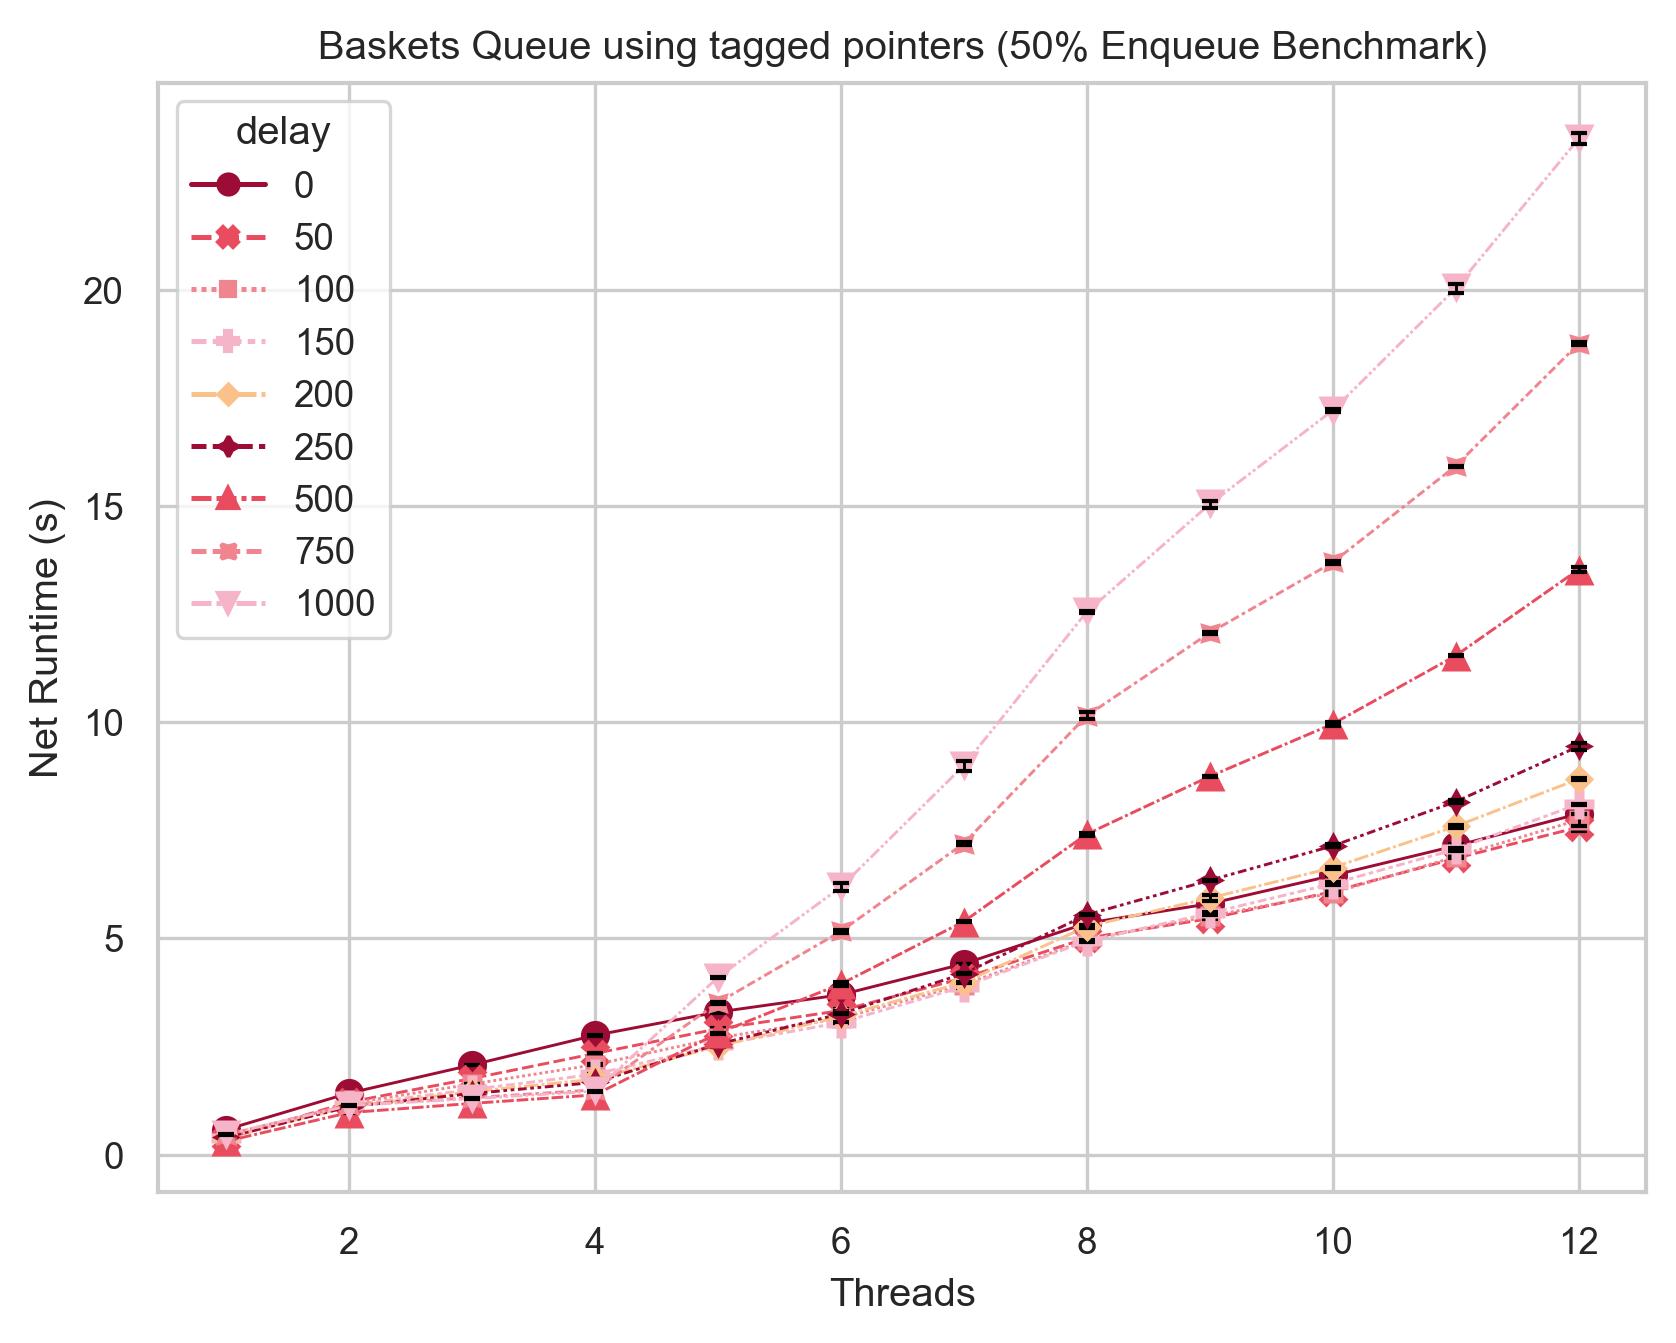 Baskets Queue using tagged pointers (50% Enqueue Benchmark)
delay
0
50
100
150
200
250
500
750
1000
Net Runtime (s)
20
15
10
5
0
2 4 6 8 10 12
Threads